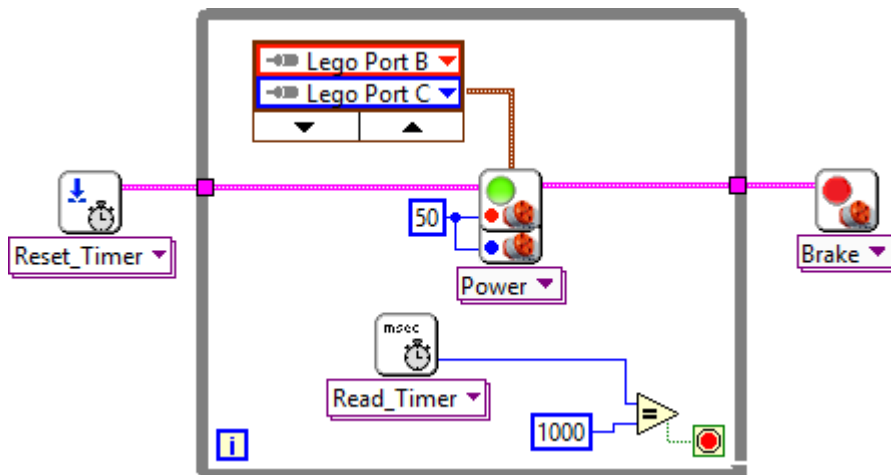 Lego Port B
Lego Port C
Reset_Timer
50
Power
Brake
msec
Read_Timer
1000
i